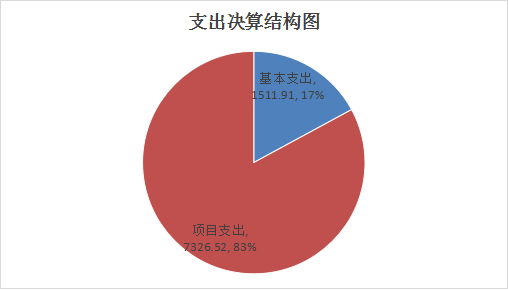 支出决算结构图
基本支出,
1511.91, 17%
项目支出,
7326.52, 83%